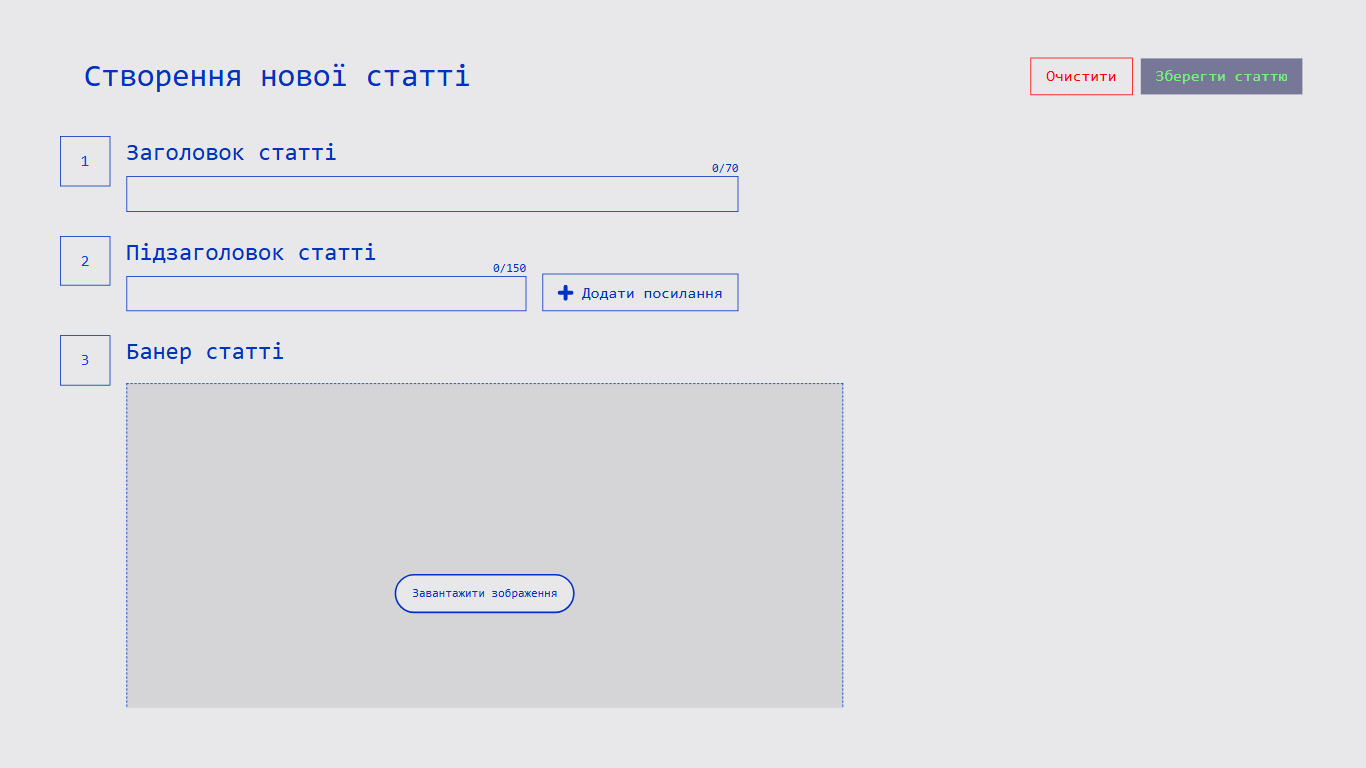 Створення нової статті
Очистити
Зберегти статтю
1
Заголовок статті
0/70
2
Підзаголовок статті
0/150
Додати посилання
3
Банер статті
Завантажити зображення